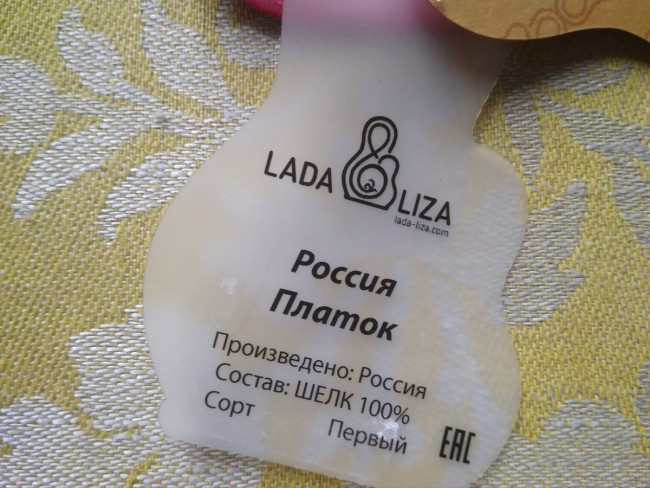 LADA LIZA
lada-liza.com
Россия
Платок
Произведено: Россия
Состав: ШЕЛК 100%
Сорт Первый EAC